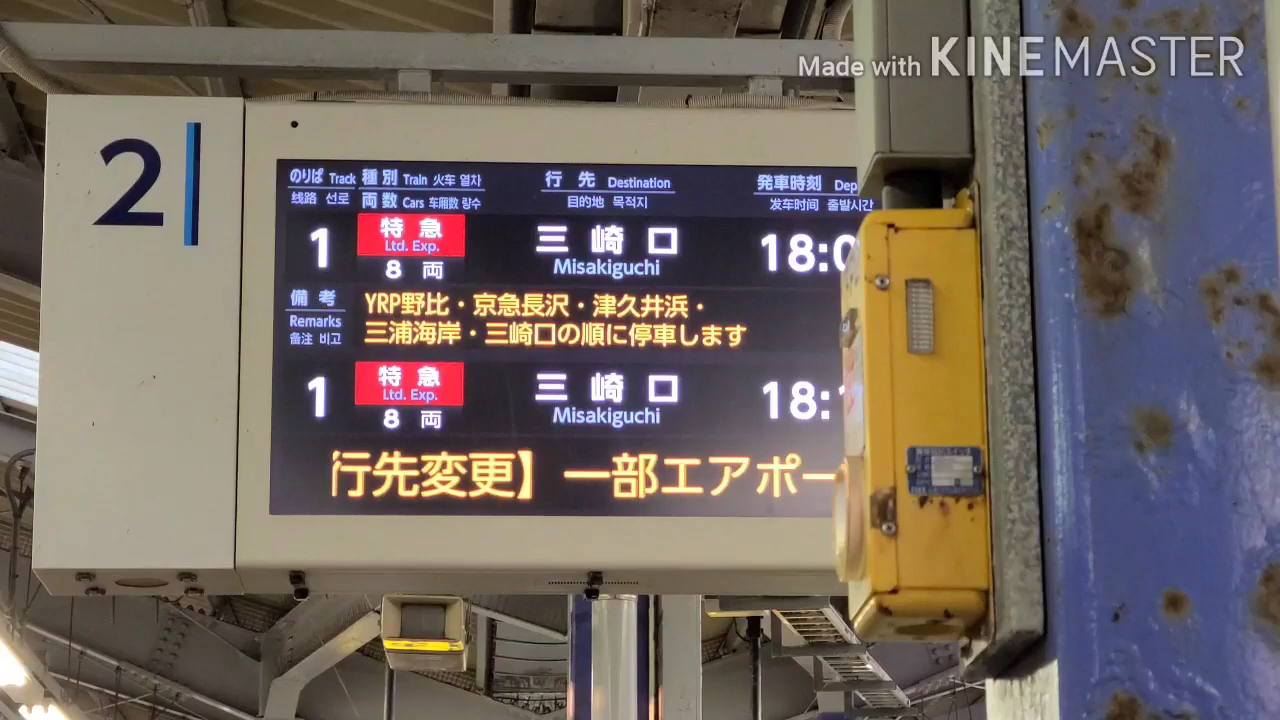 Made with KINEMASTER
2
のりば Track 種別 Train 火车 열차 行先 Destination 発車時刻 Dep
线路 선로 両数 Cars 车厢数 량수 目的地 목적지 发车时间 출발시간
1 特急 三崎口 18:0
Ltd. Exp. Misakiguchi
8両
備考 YRP野比・京急長沢・津久井浜・
Remarks 三浦海岸・三崎口の順に停車します
备注 비고
1 特急 三崎口 18:1
Ltd. Exp. Misakiguchi
8両
行先変更】 一部エアポー